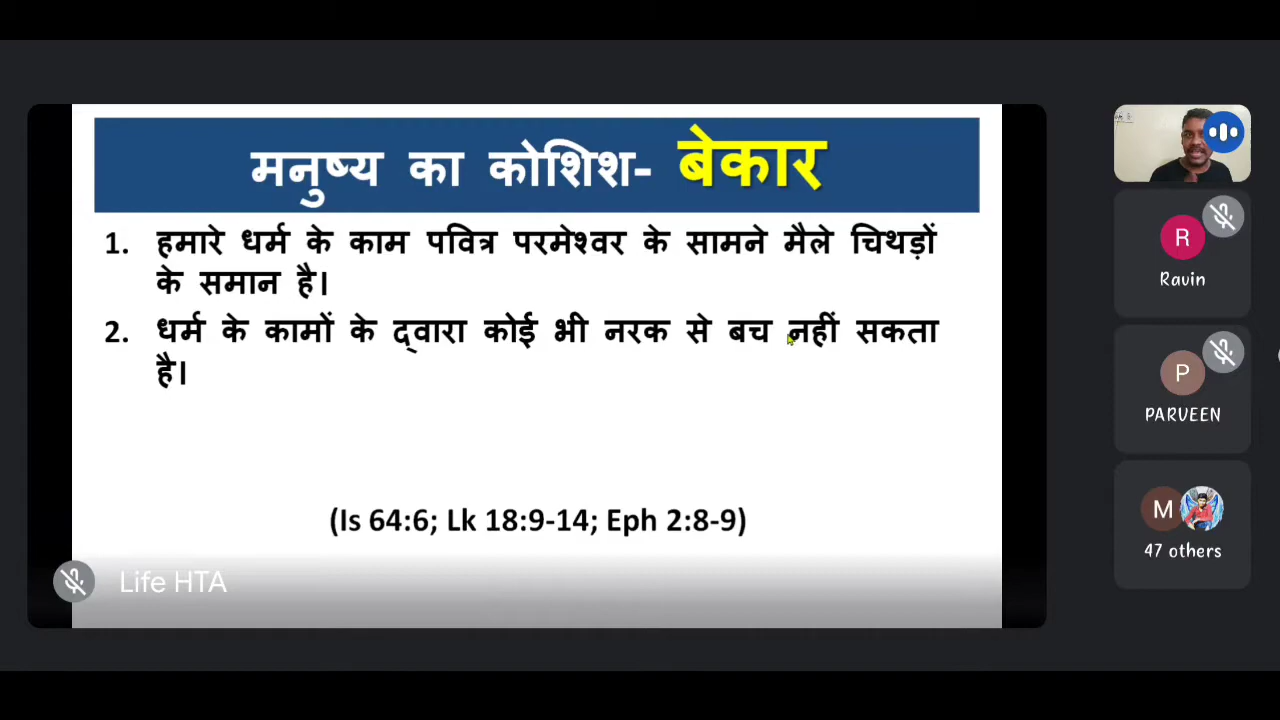 मनुष्य का कोशिश- बेकार
1. हमारे धर्म के काम पवित्र परमेश्वर के सामने मैले चिथड़ों
के समान है।
2. धर्म के कामों के द्वारा कोई भी नरक से बच नहीं सकता
है।
(Is 64:6; Lk 18:9-14; Eph 2:8-9)
Life HTA
R
Ravin
P
PARVEEN
M
47 others